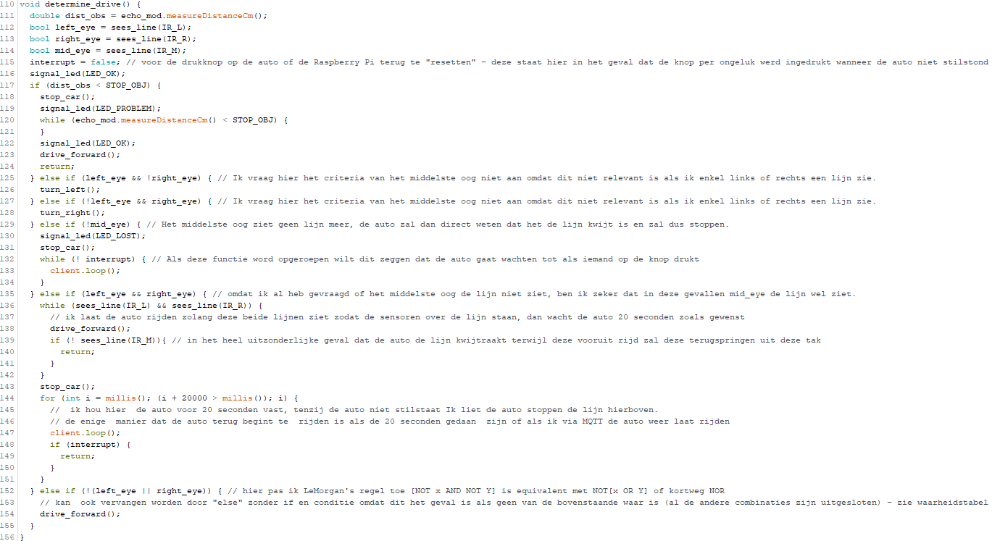 110 void determine_drive() {
111   double dist_obs = echo_mod.measureDistanceCm();
112   bool left_eye = sees_line(IR_L);
113   bool right_eye = sees_line(IR_R);
114   bool mid_eye = sees_line(IR_M);
115   interrupt = false; // voor de drukknop op de auto of de Raspberry Pi terug te "resetten" - deze staat hier in het geval dat de knop per ongeluk werd ingedrukt wanneer de auto niet stilstond
116   signal_led(LED_OK);
117   if (dist_obs < STOP_OBJ) {
118     stop_car();
119     signal_led(LED_PROBLEM);
120     while (echo_mod.measureDistanceCm() < STOP_OBJ) {
121     }
122     signal_led(LED_OK);
123     drive_forward();
124     return;
125   } else if (left_eye && !right_eye) { // Ik vraag hier het criteria van het middelste oog niet aan omdat dit niet relevant is als ik enkel links of rechts een lijn zie.
126     turn_left();
127   } else if (!left_eye && right_eye) { // Ik vraag hier het criteria van het middelste oog niet aan omdat dit niet relevant is als ik enkel links of rechts een lijn zie.
128     turn_right();
129   } else if (!mid_eye) { // Het middelste oog ziet geen lijn meer, de auto zal dan direct weten dat het de lijn kwijt is en zal dus stoppen.
130     signal_led(LED_LOST);
131     stop_car();
132     while (! interrupt) { // Als deze functie word opgeroepen wilt dit zeggen dat de auto gaat wachten tot als iemand op de knop drukt
133       client.loop();
134     }
135   } else if (left_eye && right_eye) { // omdat ik al heb gevraagd of het middelste oog de lijn niet ziet, ben ik zeker dat in deze gevallen mid_eye de lijn wel ziet.
136     while (sees_line(IR_L) && sees_line(IR_R)) {
137       // ik laat de auto rijden zolang deze beide lijnen ziet zodat de sensoren over de lijn staan, dan wacht de auto 20 seconden zoals gewenst
138       drive_forward();
139       if (! sees_line(IR_M)){ // in het heel uitzonderlijke geval dat de auto de lijn kwijtraakt terwijl deze vooruit rijd zal deze terugspringen uit deze tak
140         return;
141       }
142     }
143     stop_car();
144     for (int i = millis(); (i + 20000 > millis()); i) {
145       //  ik hou hier  de auto voor 20 seconden vast, tenzij de auto niet stilstaat Ik liet de auto stoppen de lijn hierboven.
146       // de enige  manier dat de auto terug begint te  rijden is als de 20 seconden gedaan  zijn of als ik via MQTT de auto weer laat rijden
147       client.loop();
148       if (interrupt) {
149         return;
150       }
151     }
152   } else if (!(left_eye || right_eye)) { // hier pas ik LeMorgan's regel toe [NOT x AND NOT Y] is equivalent met NOT[x OR Y] of kortweg NOR
153     // kan  ook vervangen worden door "else" zonder if en conditie omdat dit het geval is als geen van de bovenstaande waar is (al de andere combinaties zijn uitgesloten) - zie waarheidstabel
154     drive_forward();
155   }
156 }